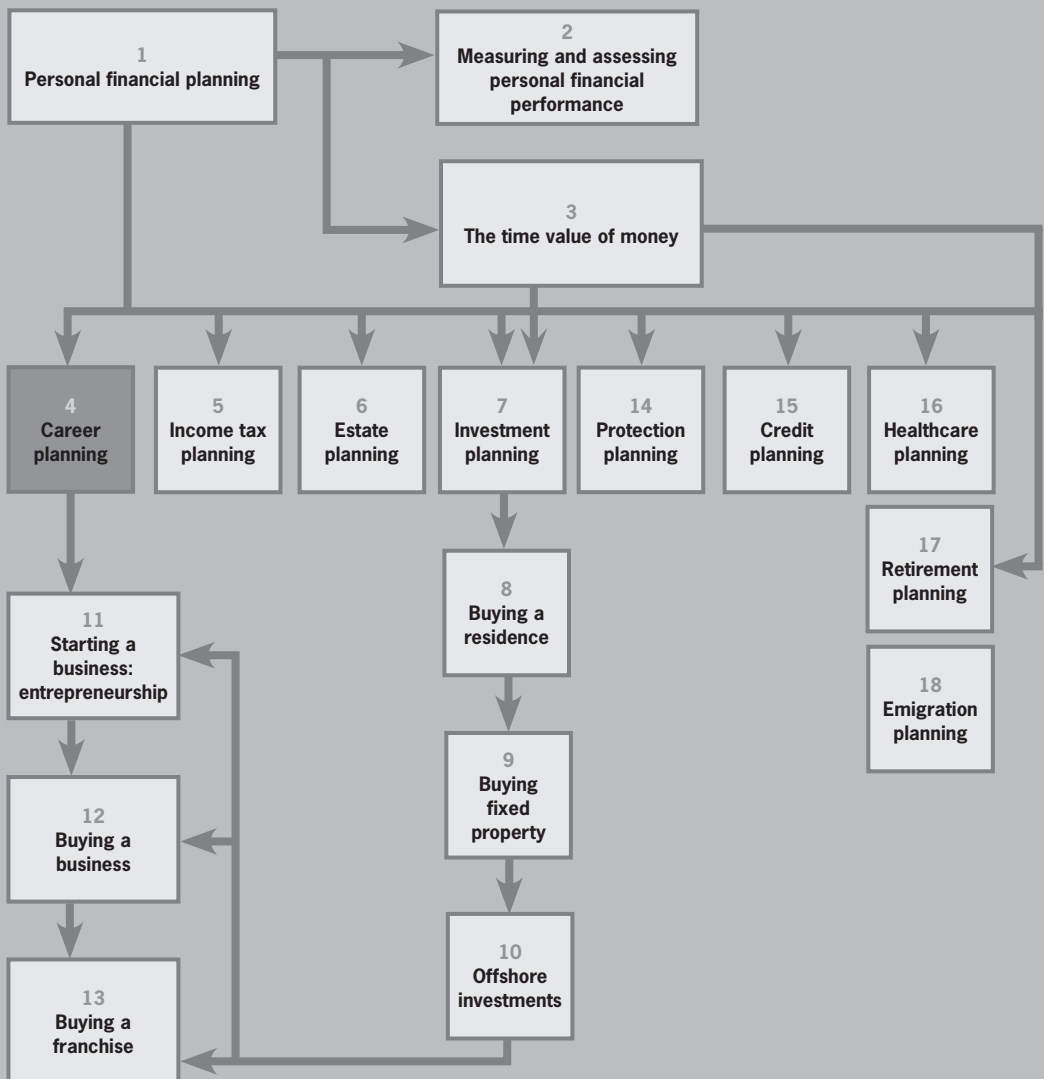 1
Personal financial planning
2
Measuring and assessing
personal financial
performance
3
The time value of money
4
Career
planning
5
Income tax
planning
6
Estate
planning
7
Investment
planning
14
Protection
planning
15
Credit
planning
16
Healthcare
planning
17
Retirement
planning
18
Emigration
planning
8
Buying a
residence
9
Buying
fixed
property
10
Offshore
investments
11
Starting a
business:
entrepreneurship
12
Buying a
business
13
Buying a
franchise